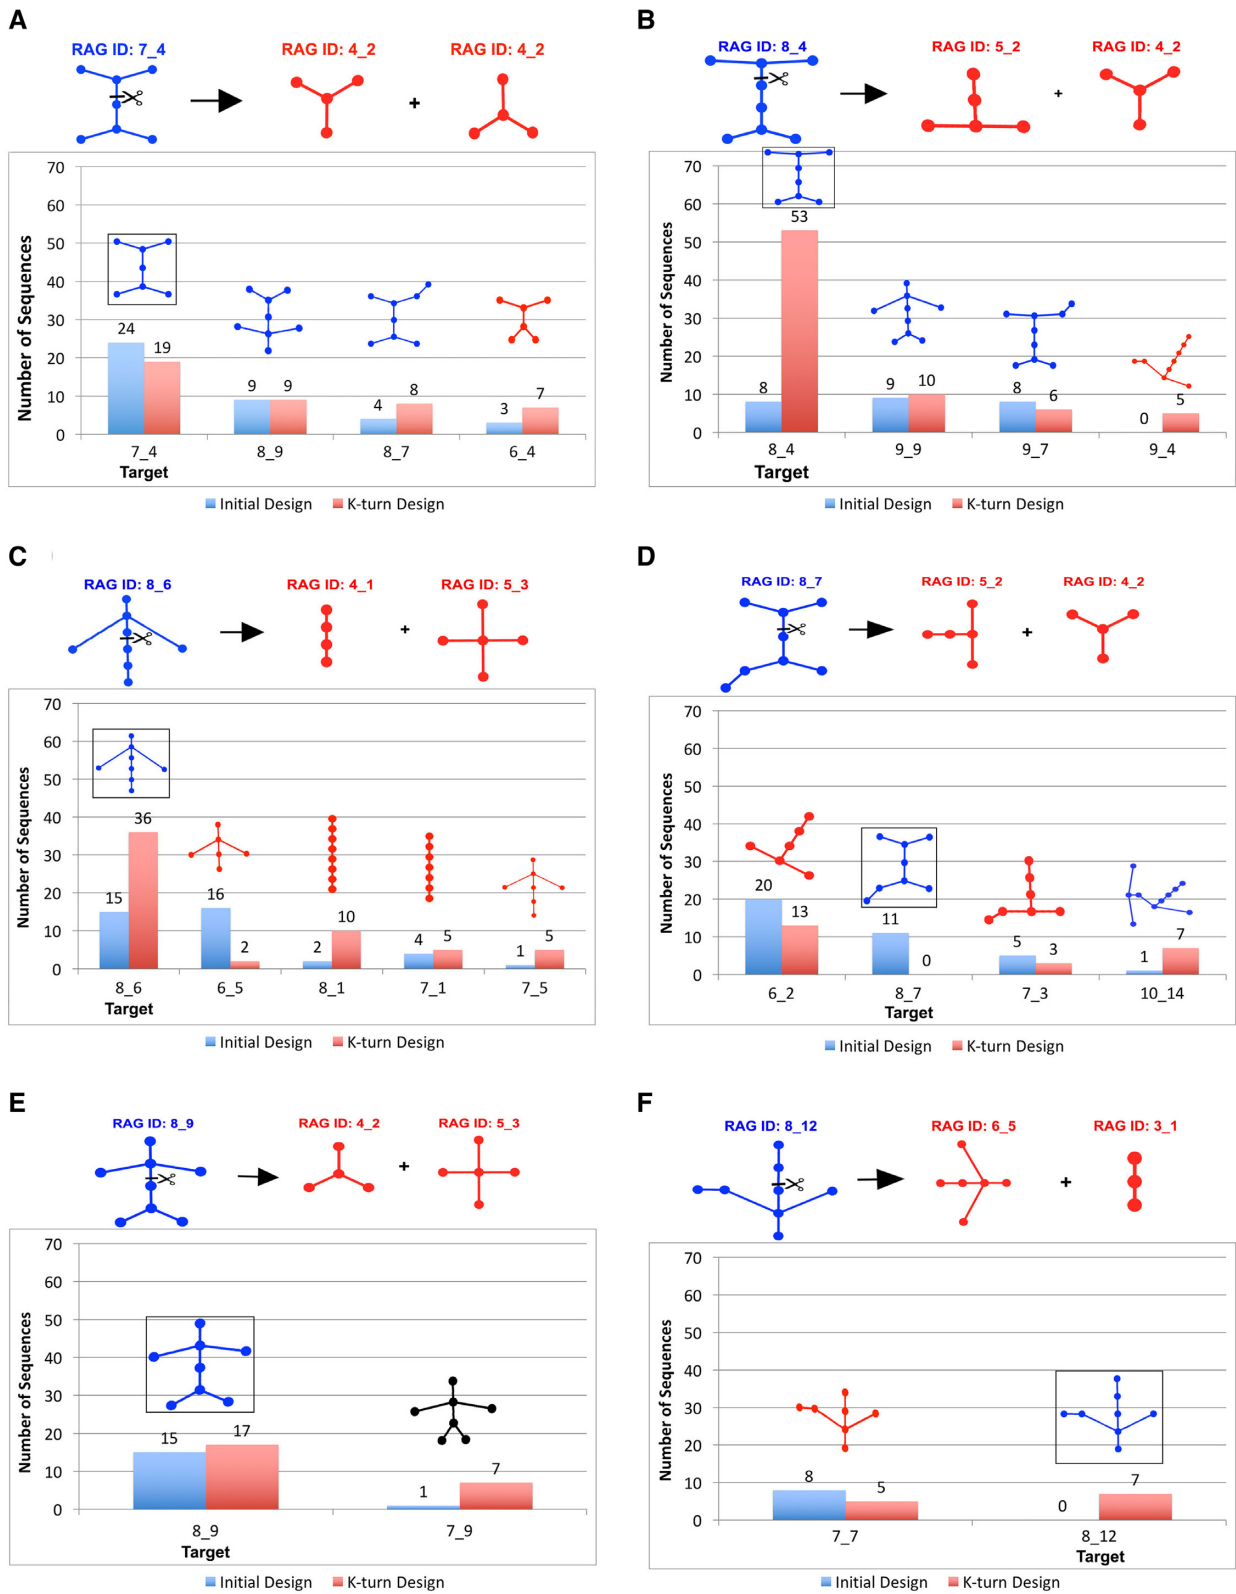 A
RAG ID: 7_4 RAG ID: 4_2 RAG ID: 4_2
+
70
60
50
40
30
20
10
0
Number of Sequences
24 19 9 9 4 8 3 7
7_4 8_9 8_7 6_4
Target
Initial Design K-turn Design
B
RAG ID: 8_4 RAG ID: 5_2 RAG ID: 4_2
+
70
60
50
40
30
20
10
0
Number of Sequences
8 53 9 10 8 6 0 5
8_4 9_9 9_7 9_4
Target
Initial Design K-turn Design
C
RAG ID: 8_6 RAG ID: 4_1 RAG ID: 5_3
+
70
60
50
40
30
20
10
0
Number of Sequences
15 36 16 2 2 10 4 5 1 5
8_6 6_5 8_1 7_1 7_5
Target
Initial Design K-turn Design
D
RAG ID: 8_7 RAG ID: 5_2 RAG ID: 4_2
+
70
60
50
40
30
20
10
0
Number of Sequences
20 13 11 0 5 3 1 7
6_2 8_7 7_3 10_14
Target
Initial Design K-turn Design
E
RAG ID: 8_9 RAG ID: 4_2 RAG ID: 5_3
+
70
60
50
40
30
20
10
0
Number of Sequences
15 17 1 7
8_9 7_9
Target
Initial Design K-turn Design
F
RAG ID: 8_12 RAG ID: 6_5 RAG ID: 3_1
+
70
60
50
40
30
20
10
0
Number of Sequences
8 5 0 7
7_7 8_12
Target
Initial Design K-turn Design